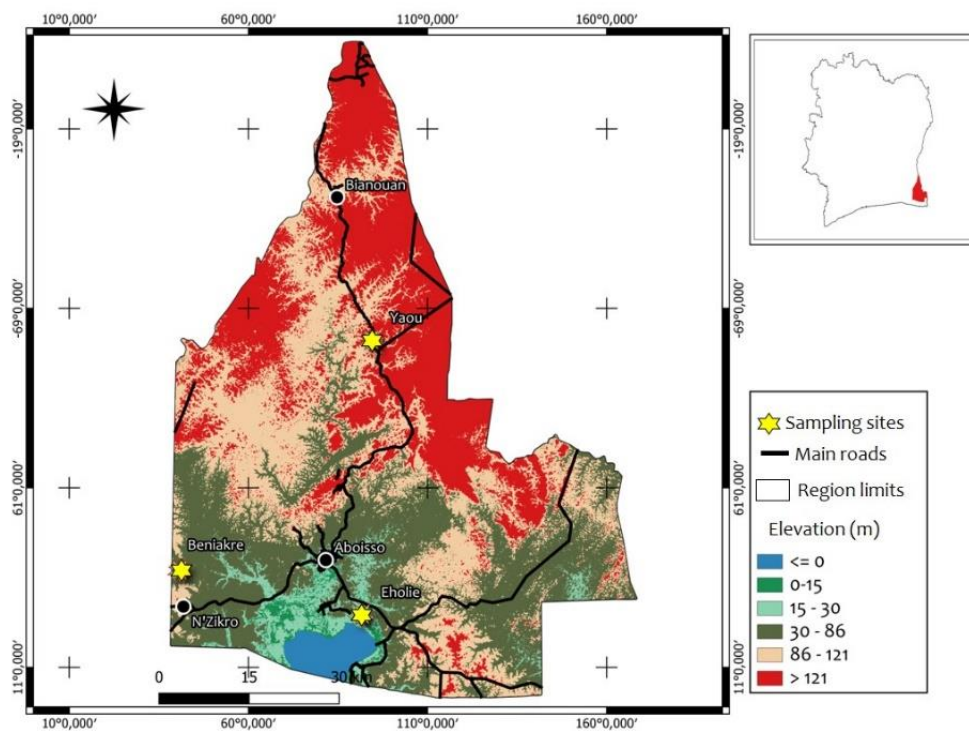 10°0,000′ 60°0,000′ 110°0,000′ 160°0,000′
-19°0,000′ -19°0,000′
Bianouan
-69°0,000′ -69°0,000′
Yaou
Sampling sites
Main roads
61°0,000′ 61°0,000′
Region limits
Elevation (m)
Beniakre
Aboisso
<= 0
Eholie
0-15
N'Zikro
15 - 30
30 - 86
86 - 121
> 121
11°0,000′ 11°0,000′
0 15 30 km
10°0,000′ 60°0,000′ 110°0,000′ 160°0,000′